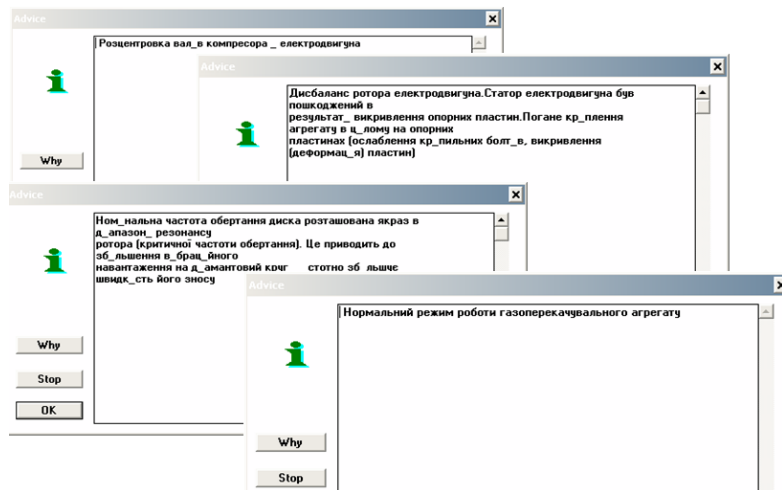 Advice
Розцентровка вал_в компресора _ електродвигуна
Why
Advice
Дисбаланс ротора електродвигуна.Статор електродвигуна був
пошкоджений в
результат_ викривлення опорних пластин.Погане кр_плення
агрегату в ц_лому на опорних
пластинах (ослаблення кр_пильних болт_в, викривлення
(деформац_я) пластин)
Advice
Ном_нальна частота обертання диска розташована якраз в
д_апазон_ резонансу
ротора (критичної частоти обертання). Це приводить до
зб_льшення в_брац_йного
навантаження на д_амантовий круг _ _стотно зб_льшує
швидк_сть його зносу
Why
Stop
OK
Advice
Нормальний режим роботи газоперекачувального агрегату
Why
Stop